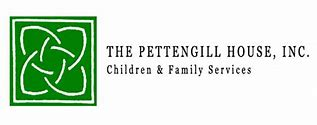 THE PETTENGILL HOUSE, INC.
Children & Family Services